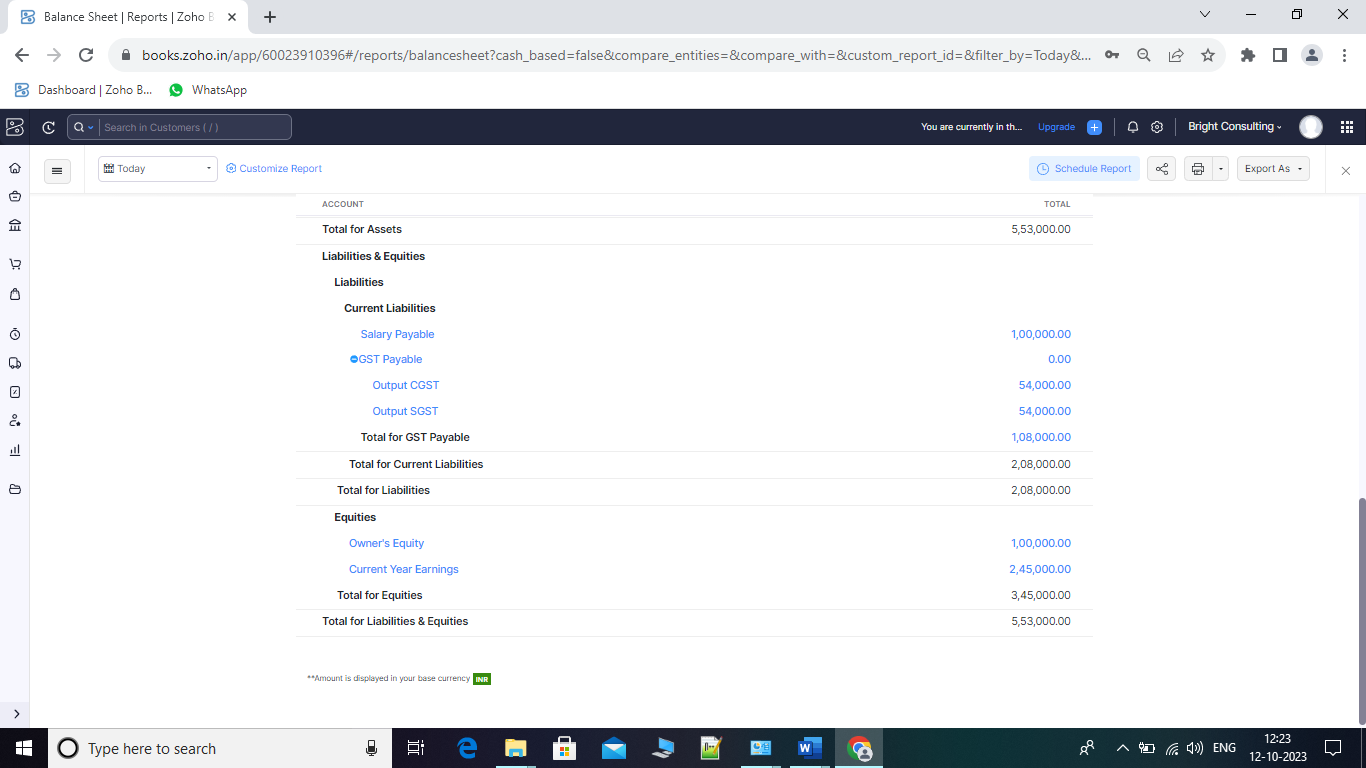 Balance Sheet | Reports | Zoho B
books.zoho.in/app/60023910396#/reports/balancesheet?cash_based=false&compare_entities=&compare_with=&custom_report_id=&filter_by=Today&...
Dashboard | Zoho B... WhatsApp
Search in Customers ( / ) You are currently in th... Upgrade Bright Consulting
Today Customize Report Schedule Report Export As
ACCOUNT TOTAL
Total for Assets 5,53,000.00
Liabilities & Equities
Liabilities
Current Liabilities
Salary Payable 1,00,000.00
GST Payable 0.00
Output CGST 54,000.00
Output SGST 54,000.00
Total for GST Payable 1,08,000.00
Total for Current Liabilities 2,08,000.00
Total for Liabilities 2,08,000.00
Equities
Owner's Equity 1,00,000.00
Current Year Earnings 2,45,000.00
Total for Equities 3,45,000.00
Total for Liabilities & Equities 5,53,000.00
**Amount is displayed in your base currency INR
Type here to search ENG 12:23
12-10-2023